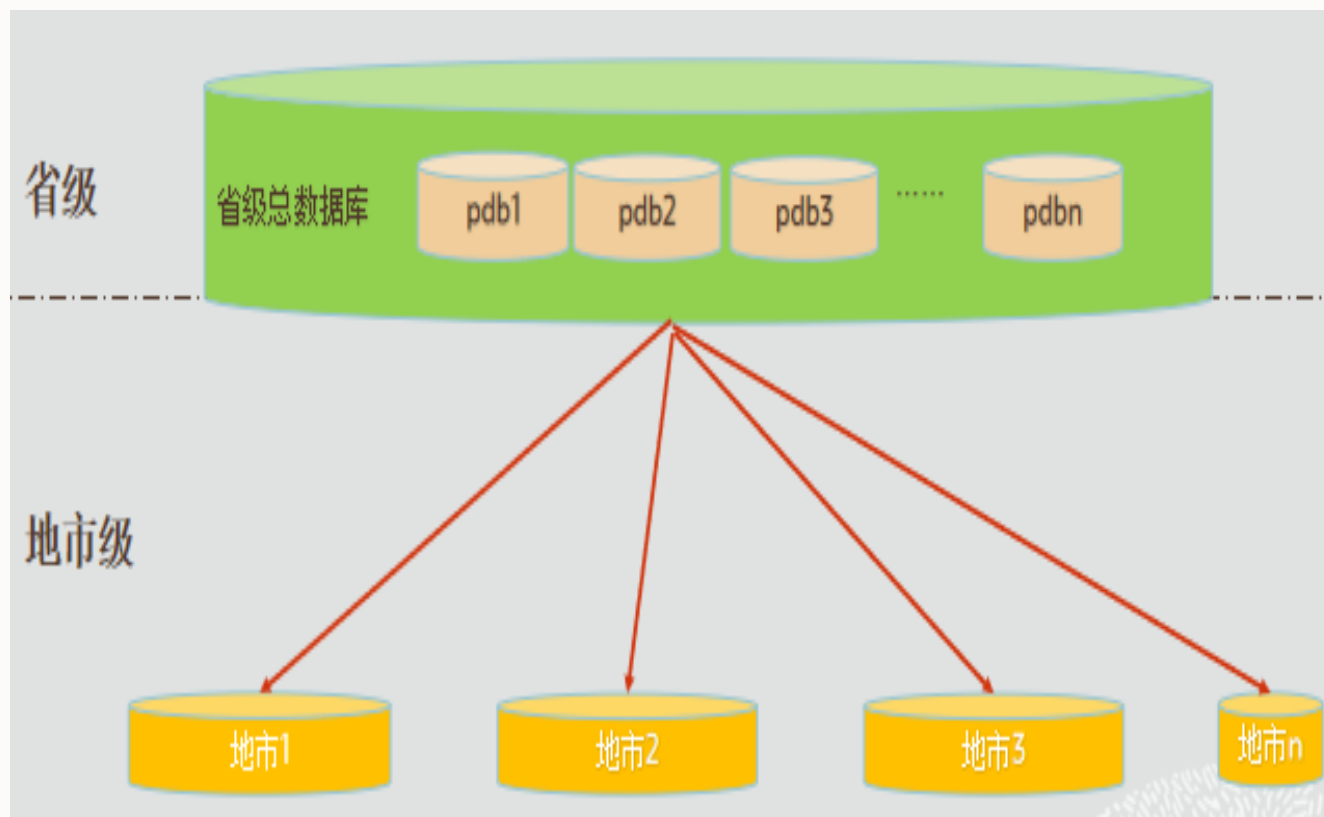 省级
省级总数据库
pdb1
pdb2
pdb3
......
pdbn
地市级
地市1
地市2
地市3
地市n